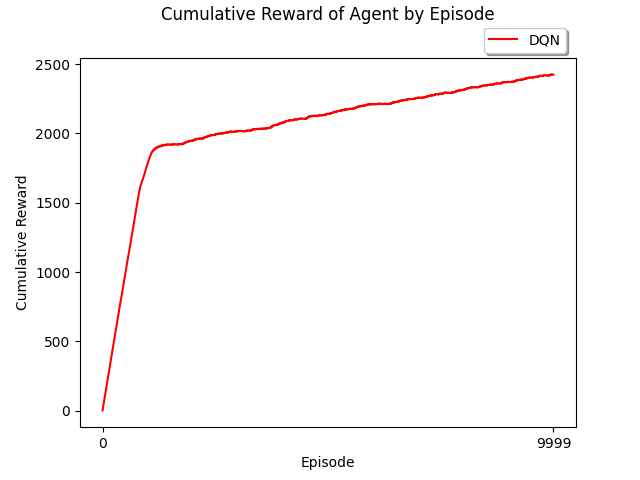 Cumulative Reward of Agent by Episode
DQN
2500
2000
1500
1000
500
0
Cumulative Reward
0
9999
Episode